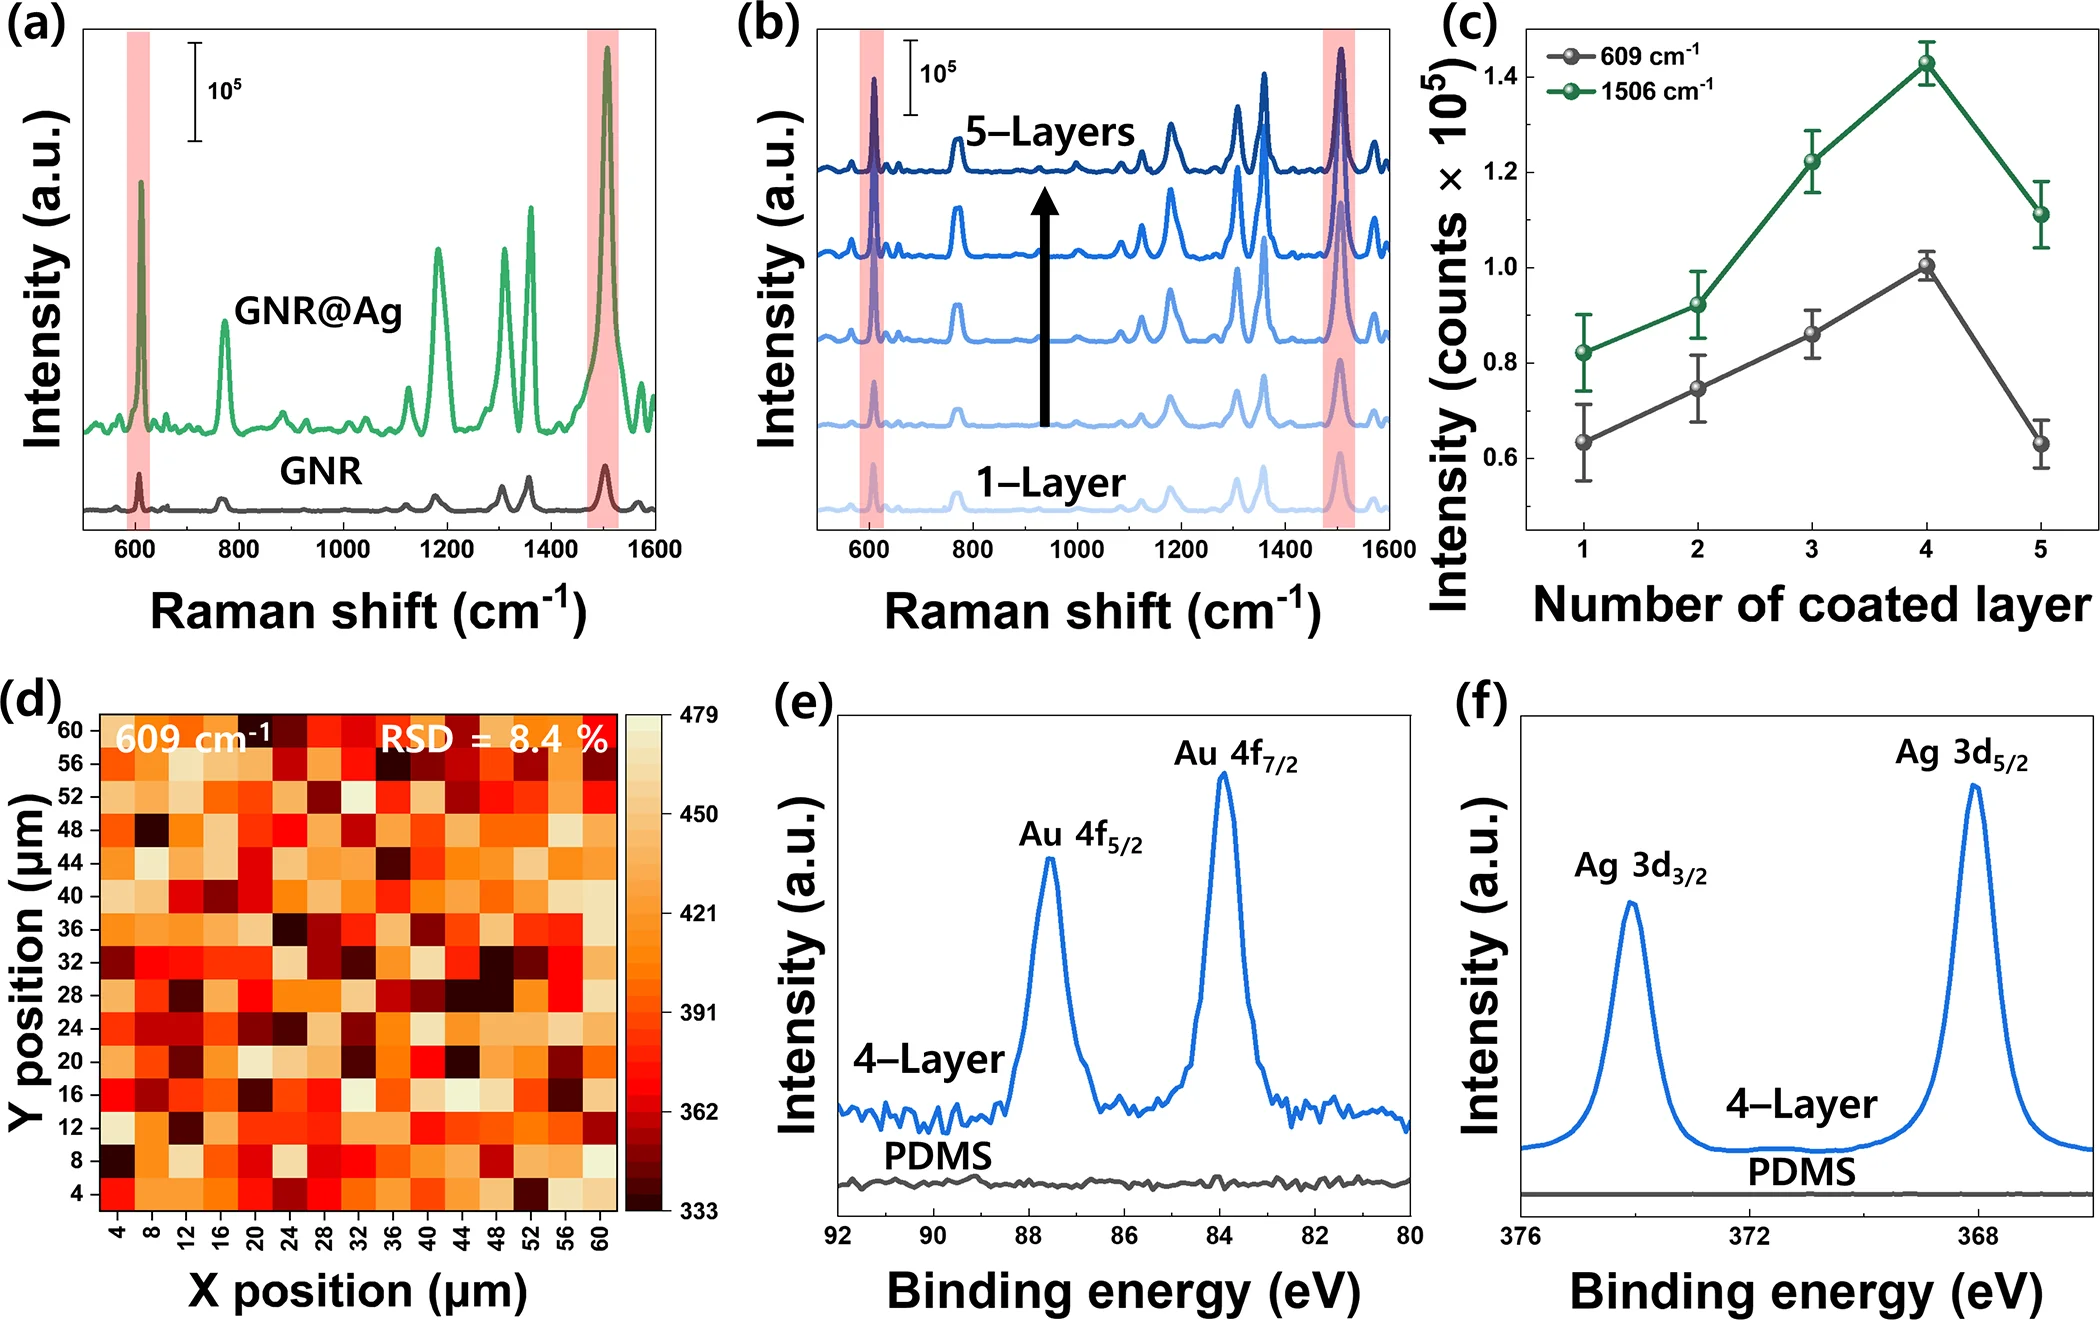 (a)
10⁵
GNR@Ag
GNR
Intensity (a.u.)
600 800 1000 1200 1400 1600
Raman shift (cm⁻¹)
(b)
10⁵
5–Layers
1–Layer
Intensity (a.u.)
600 800 1000 1200 1400 1600
Raman shift (cm⁻¹)
(c)
609 cm⁻¹
1506 cm⁻¹
Intensity (counts × 10⁵)
1.4
1.2
1.0
0.8
0.6
1 2 3 4 5
Number of coated layer
(d)
609 cm⁻¹ RSD = 8.4 %
Y position (μm)
60
56
52
48
44
40
36
32
28
24
20
16
12
8
4
4 8 12 16 20 24 28 32 36 40 44 48 52 56 60
X position (μm)
479
450
421
391
362
333
(e)
Au 4f₇/₂
Au 4f₅/₂
4–Layer
PDMS
Intensity (a.u.)
92 90 88 86 84 82 80
Binding energy (eV)
(f)
Ag 3d₅/₂
Ag 3d₃/₂
4–Layer
PDMS
Intensity (a.u.)
376 372 368
Binding energy (eV)